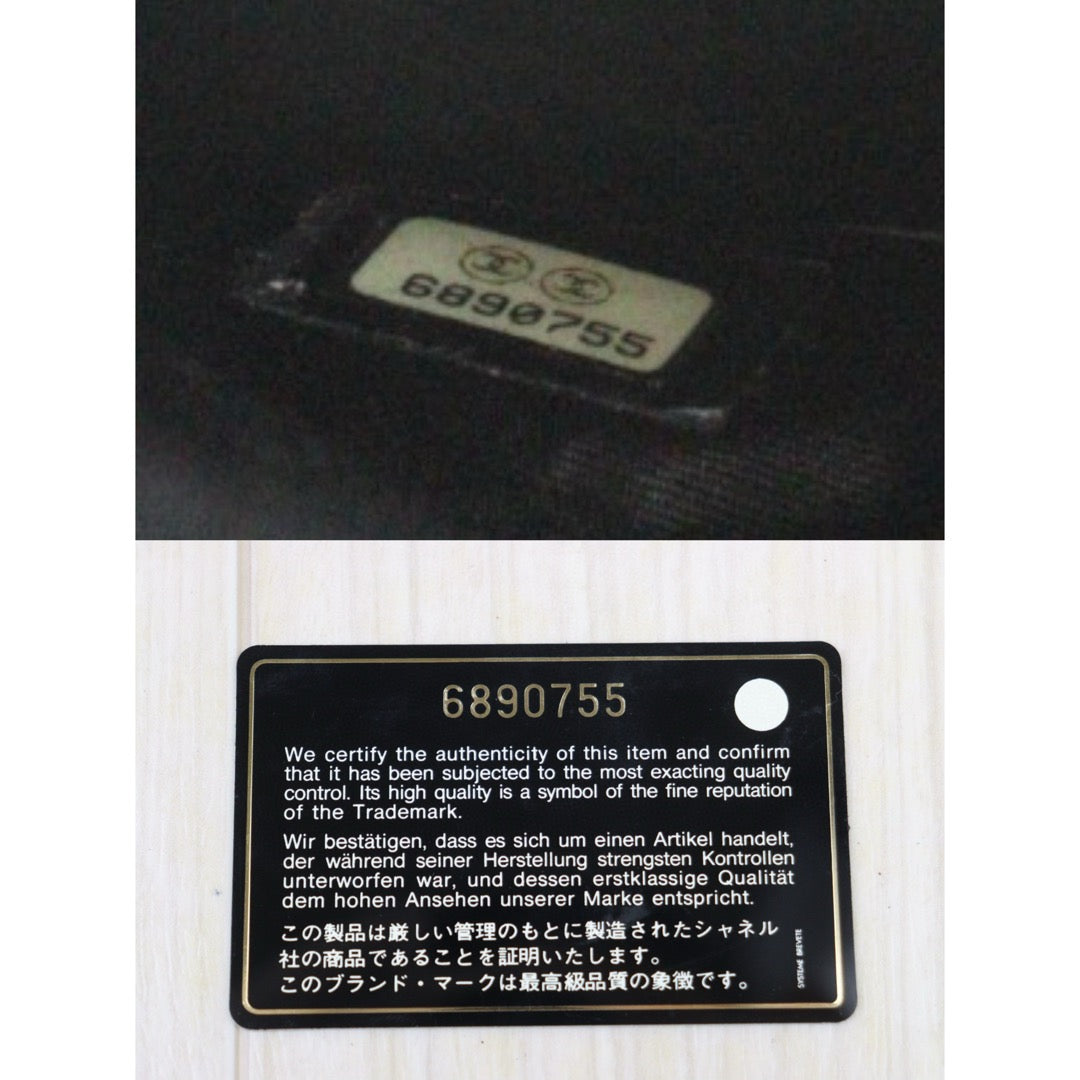 6890755
6890755
We certify the authenticity of this item and confirm
that it has been subjected to the most exacting quality
control. Its high quality is a symbol of the fine reputation
of the Trademark.
Wir bestätigen, dass es sich um einen Artikel handelt,
der während seiner Herstellung strengsten Kontrollen
unterworfen war, und dessen erstklassige Qualität
dem hohen Ansehen unserer Marke entspricht.
この製品は厳しい管理のもとに製造されたシャネル
社の商品であることを証明いたします。
このブランド・マークは最高級品質の象徴です。
SYSTEME BREVETE